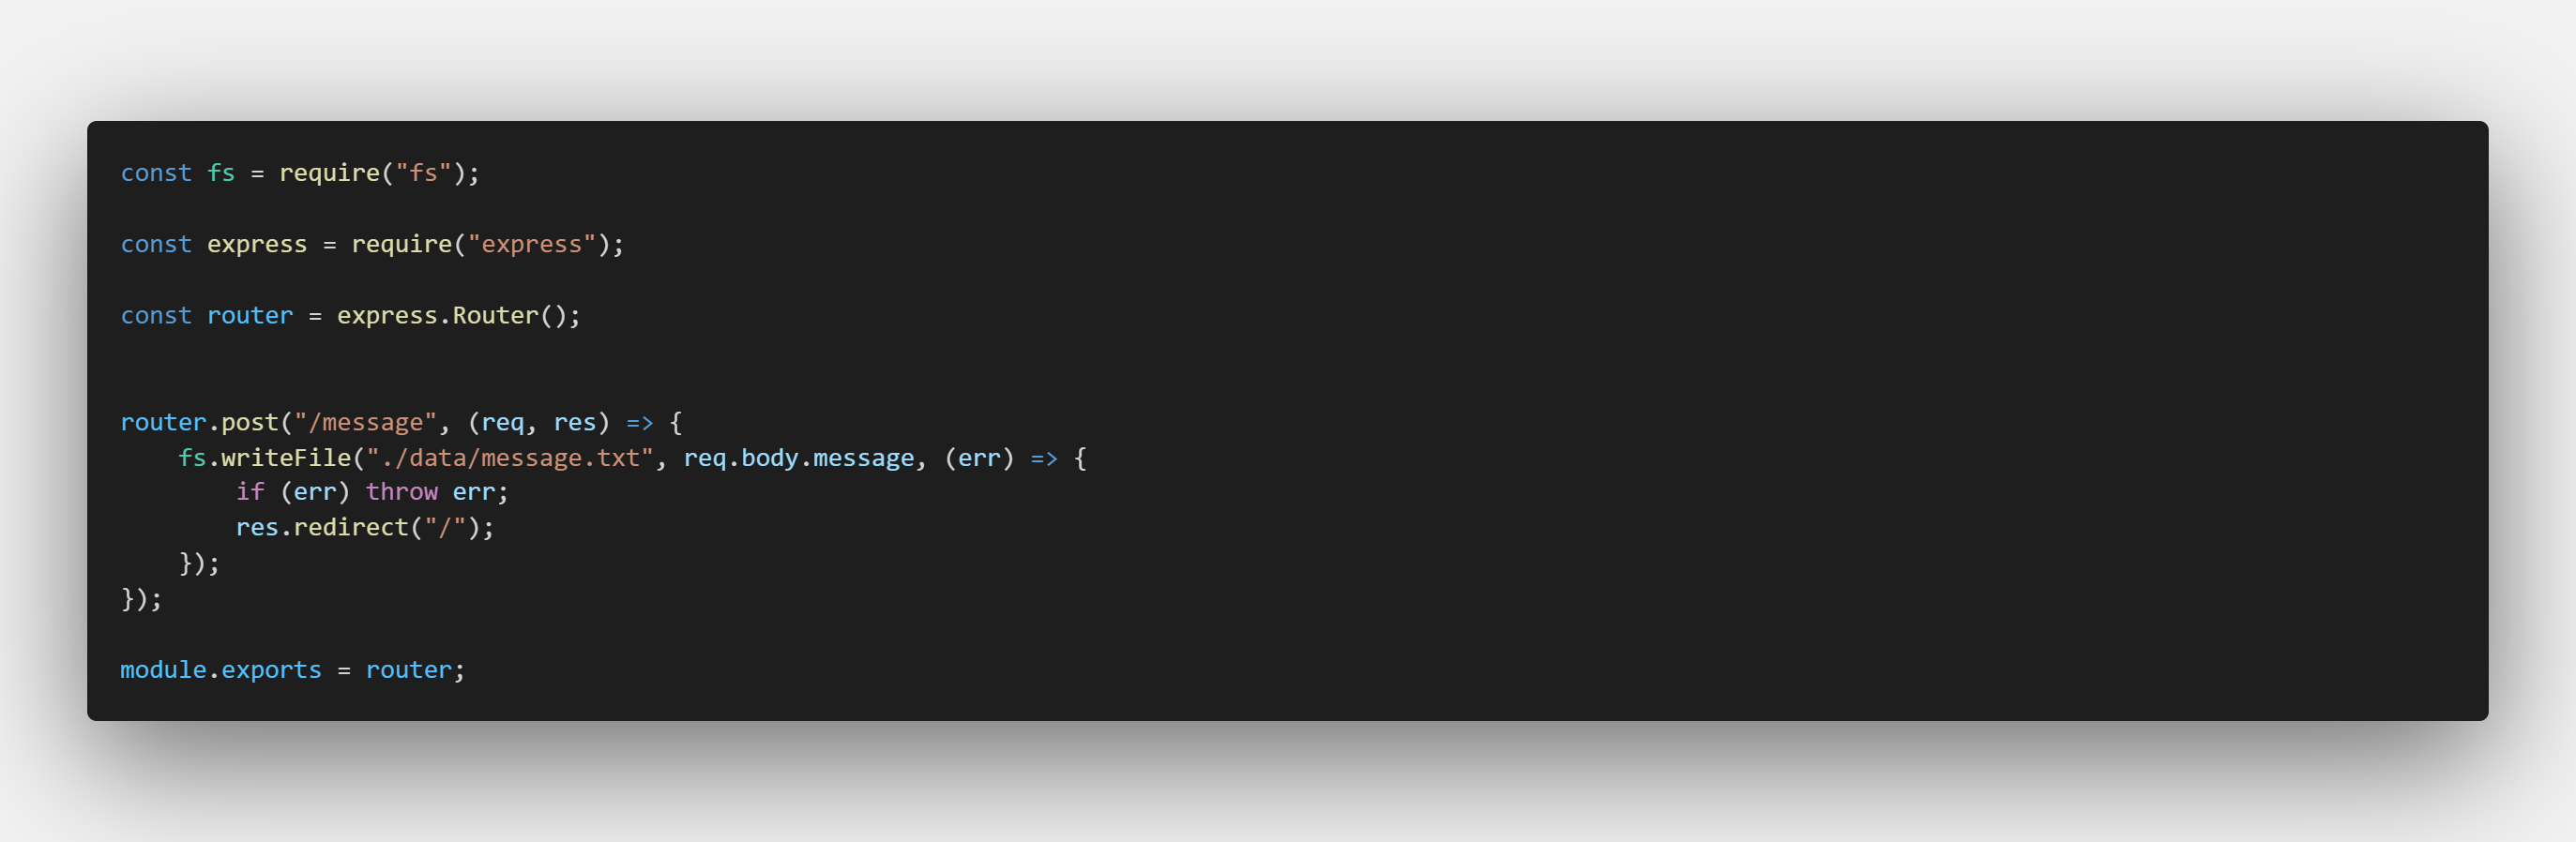 const fs = require("fs");
const express = require("express");
const router = express.Router();
router.post("/message", (req, res) => {
    fs.writeFile("./data/message.txt", req.body.message, (err) => {
        if (err) throw err;
        res.redirect("/");
    });
});
module.exports = router;